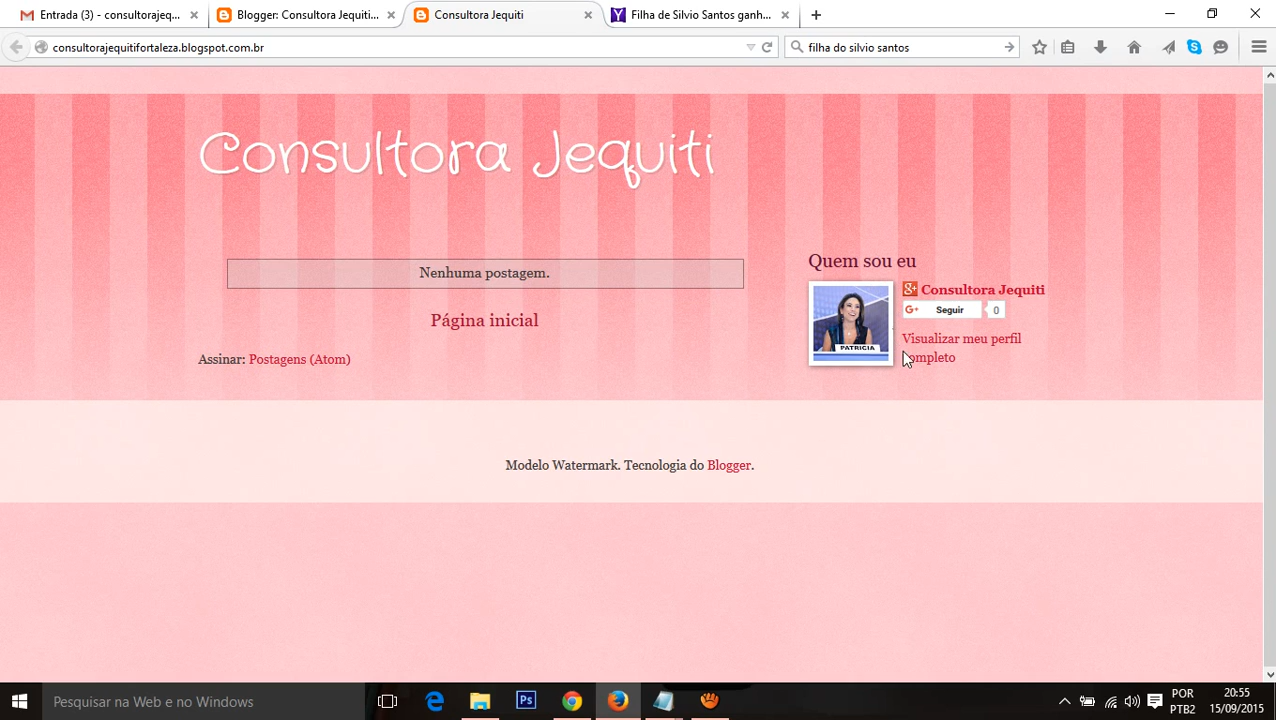 Entrada (3) - consultorajeq...
Blogger: Consultora Jequiti...
Consultora Jequiti
Filha de Silvio Santos ganh...
consultorajequitifortaleza.blogspot.com.br
filha do silvio santos
Consultora Jequiti
Nenhuma postagem.
Página inicial
Assinar: Postagens (Atom)
Quem sou eu
PATRICIA
g+ Consultora Jequiti
G+ Seguir 0
Visualizar meu perfil
completo
Modelo Watermark. Tecnologia do Blogger.
Pesquisar na Web e no Windows
Ps
POR
PTB2
20:55
15/09/2015